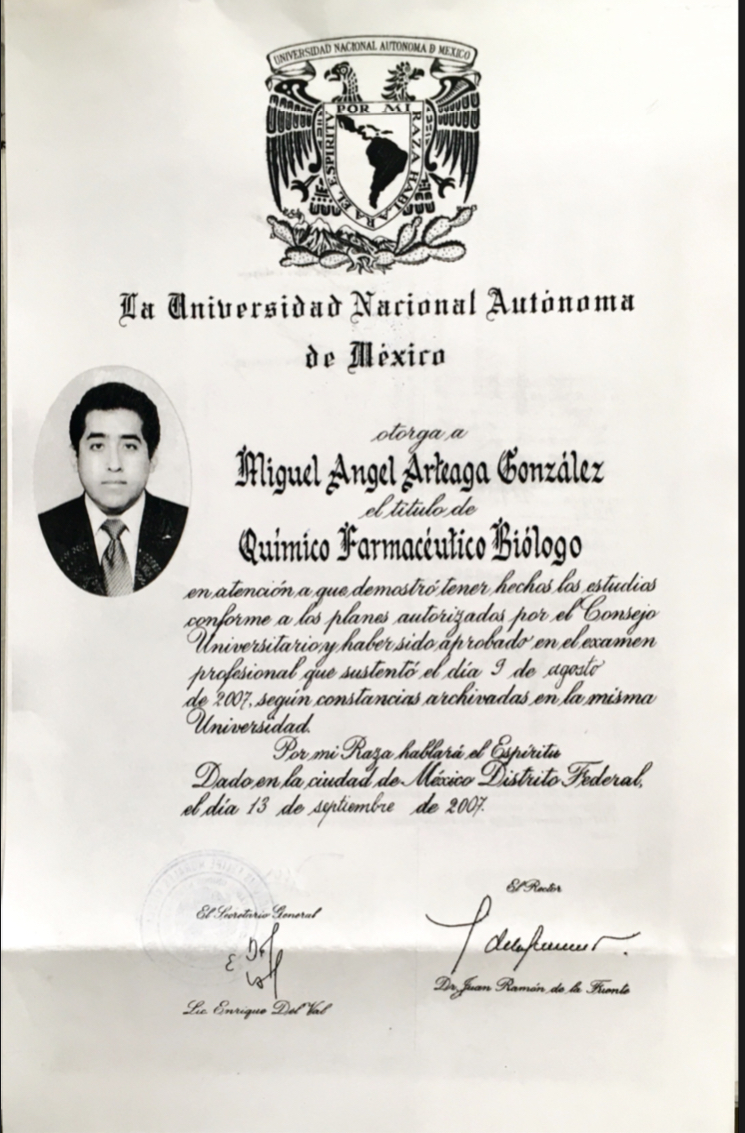 UNIVERSIDAD NACIONAL AUTONOMA D MEXICO
POR MI RAZA HABLARA EL ESPIRITV
La Universidad Nacional Autónoma
de México
otorga a
Miguel Angel Arteaga González
el título de
Químico Farmacéutico Biólogo
en atención a que demostró tener hechos los estudios
conforme a los planes autorizados por el Consejo
Universitario y haber sido aprobado en el examen
profesional que sustentó el día 9 de agosto
de 2007, según constancias archivadas en la misma
Universidad.
Por mi Raza hablará el Espíritu
Dado en la ciudad de México Distrito Federal,
el día 13 de septiembre de 2007.
El Secretario General
Lic. Enrique Del Val
El Rector
Dr. Juan Ramón de la Fuente